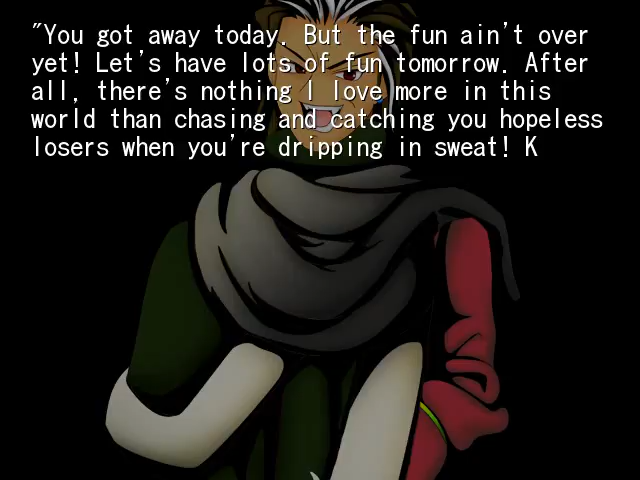 "You got away today. But the fun ain't over
yet! Let's have lots of fun tomorrow. After
all, there's nothing I love more in this
world than chasing and catching you hopeless
losers when you're dripping in sweat! K